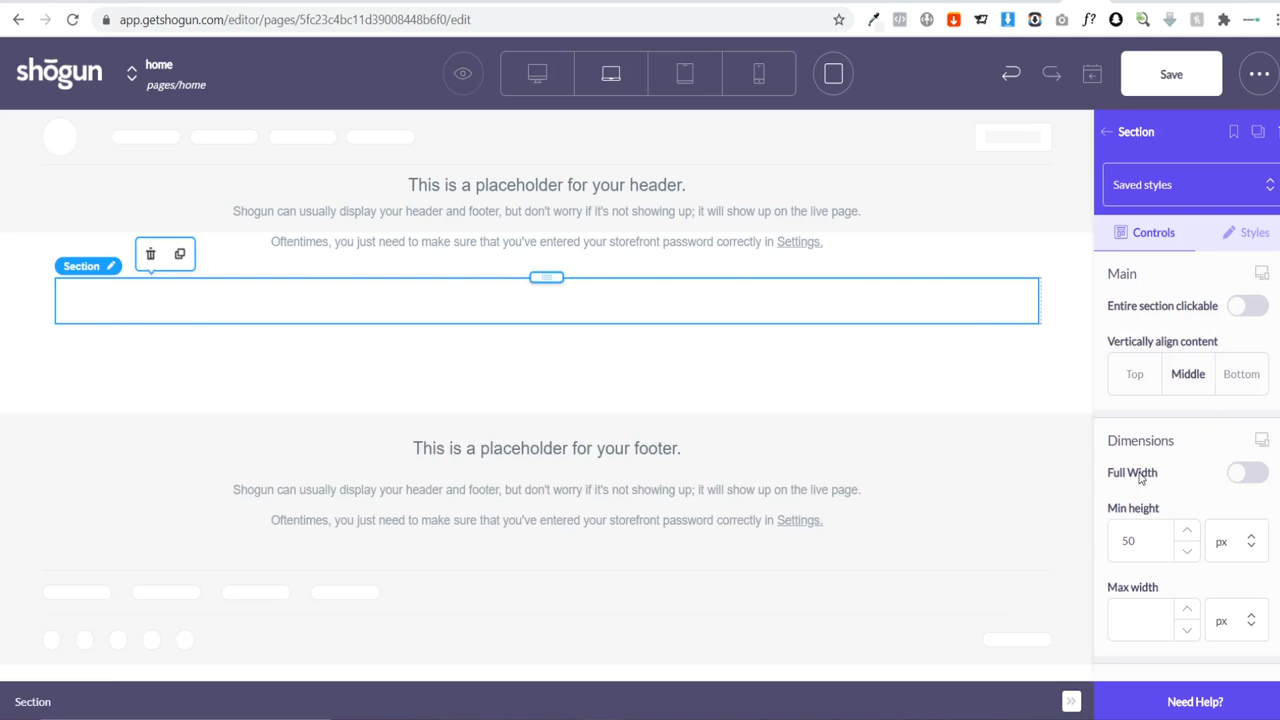 app.getshogun.com/editor/pages/5fc23c4bc11d39008448b6f0/edit
f?
shōgun
home
pages/home
Save
This is a placeholder for your header.
Shogun can usually display your header and footer, but don't worry if it's not showing up; it will show up on the live page.
Oftentimes, you just need to make sure that you've entered your storefront password correctly in Settings.
Section
This is a placeholder for your footer.
Shogun can usually display your header and footer, but don't worry if it's not showing up; it will show up on the live page.
Oftentimes, you just need to make sure that you've entered your storefront password correctly in Settings.
Section
Saved styles
Controls
Styles
Main
Entire section clickable
Vertically align content
Top
Middle
Bottom
Dimensions
Full Width
Min height
50
px
Max width
px
Section
Need Help?